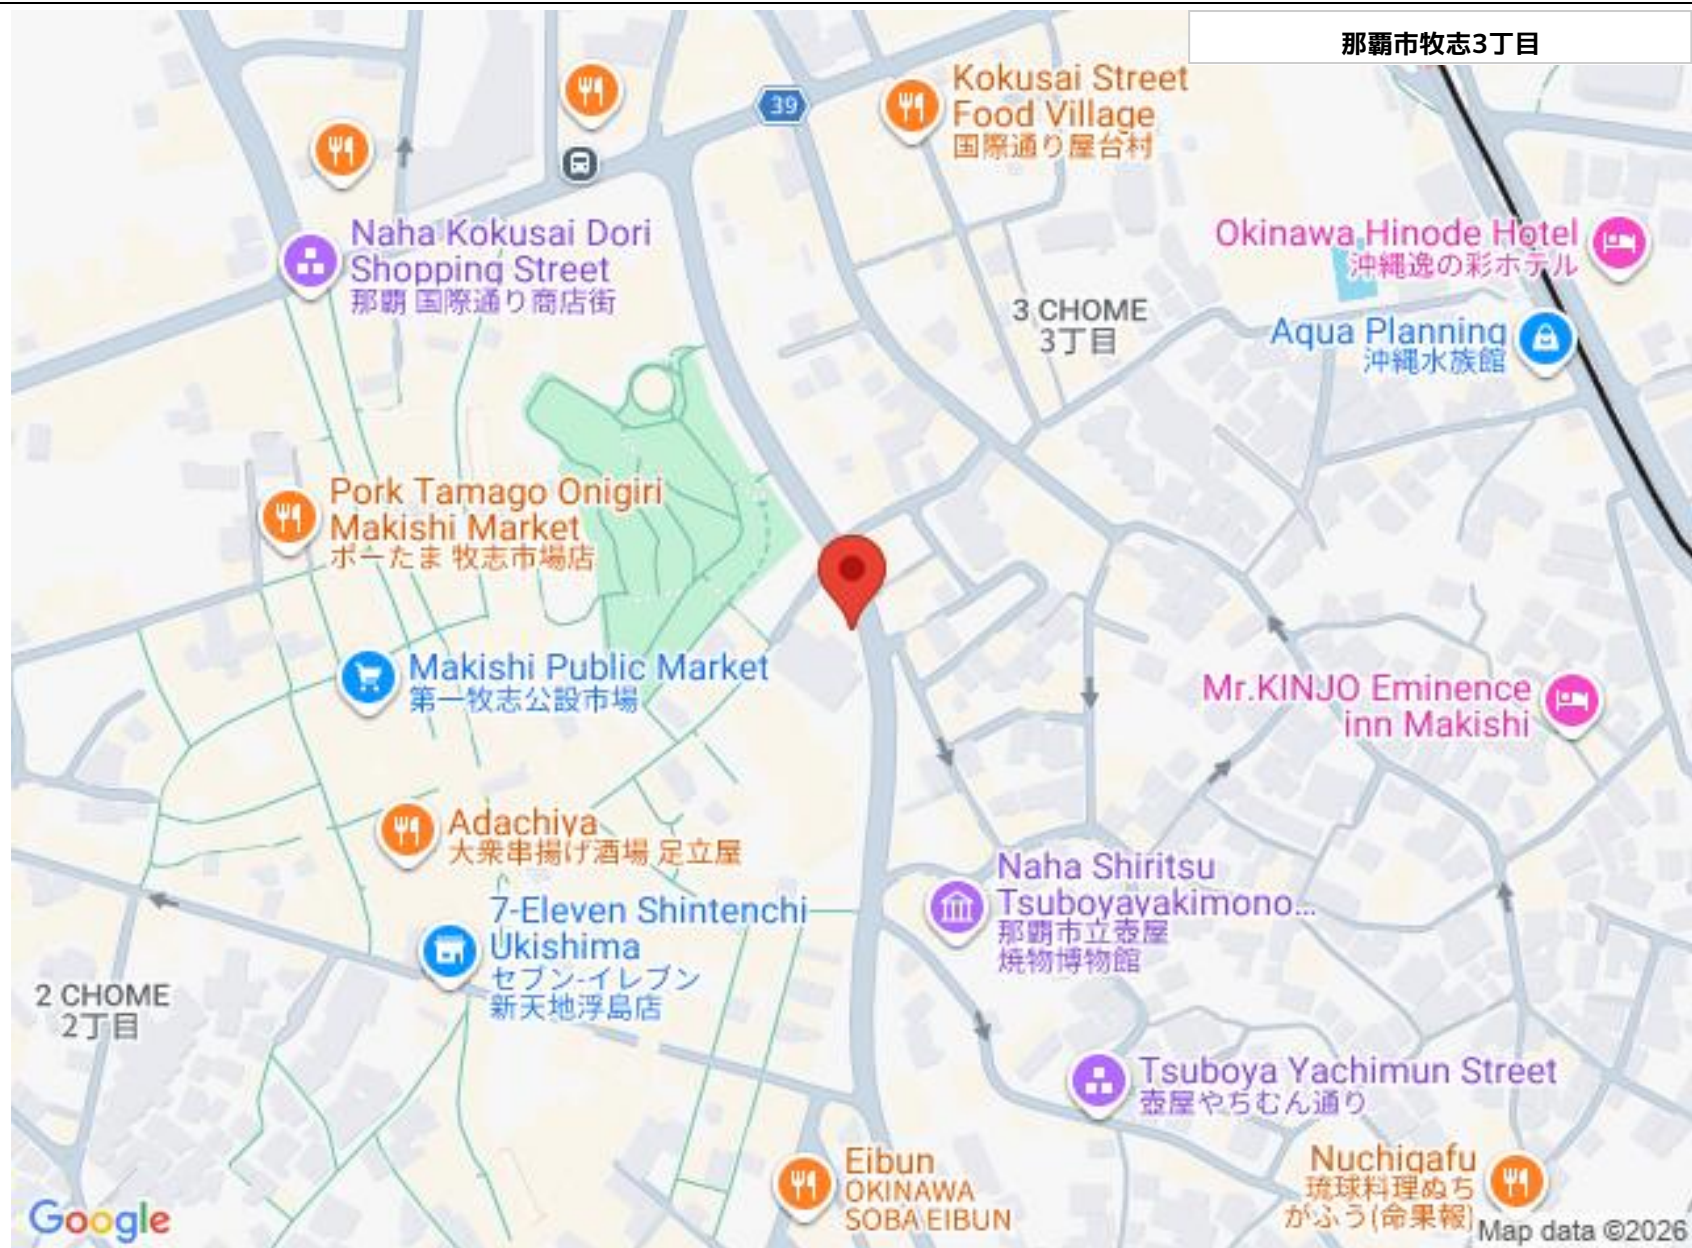 那覇市牧志3丁目
39
Kokusai Street
Food Village
国際通り屋台村
Naha Kokusai Dori
Shopping Street
那覇 国際通り商店街
Okinawa Hinode Hotel
沖縄逸の彩ホテル
3 CHOME
3丁目
Aqua Planning
沖縄水族館
Pork Tamago Onigiri
Makishi Market
ポーたま 牧志市場店
Makishi Public Market
第一牧志公設市場
Mr.KINJO Eminence
inn Makishi
Adachiya
大衆串揚げ酒場 足立屋
Naha Shiritsu
Tsuboyayakimono...
那覇市立壺屋
焼物博物館
7-Eleven Shintenchi
Ukishima
セブン-イレブン
新天地浮島店
2 CHOME
2丁目
Tsuboya Yachimun Street
壺屋やちむん通り
Eibun
OKINAWA
SOBA EIBUN
Nuchigafu
琉球料理ぬち
がふう(命果報)
Google
Map data ©2026